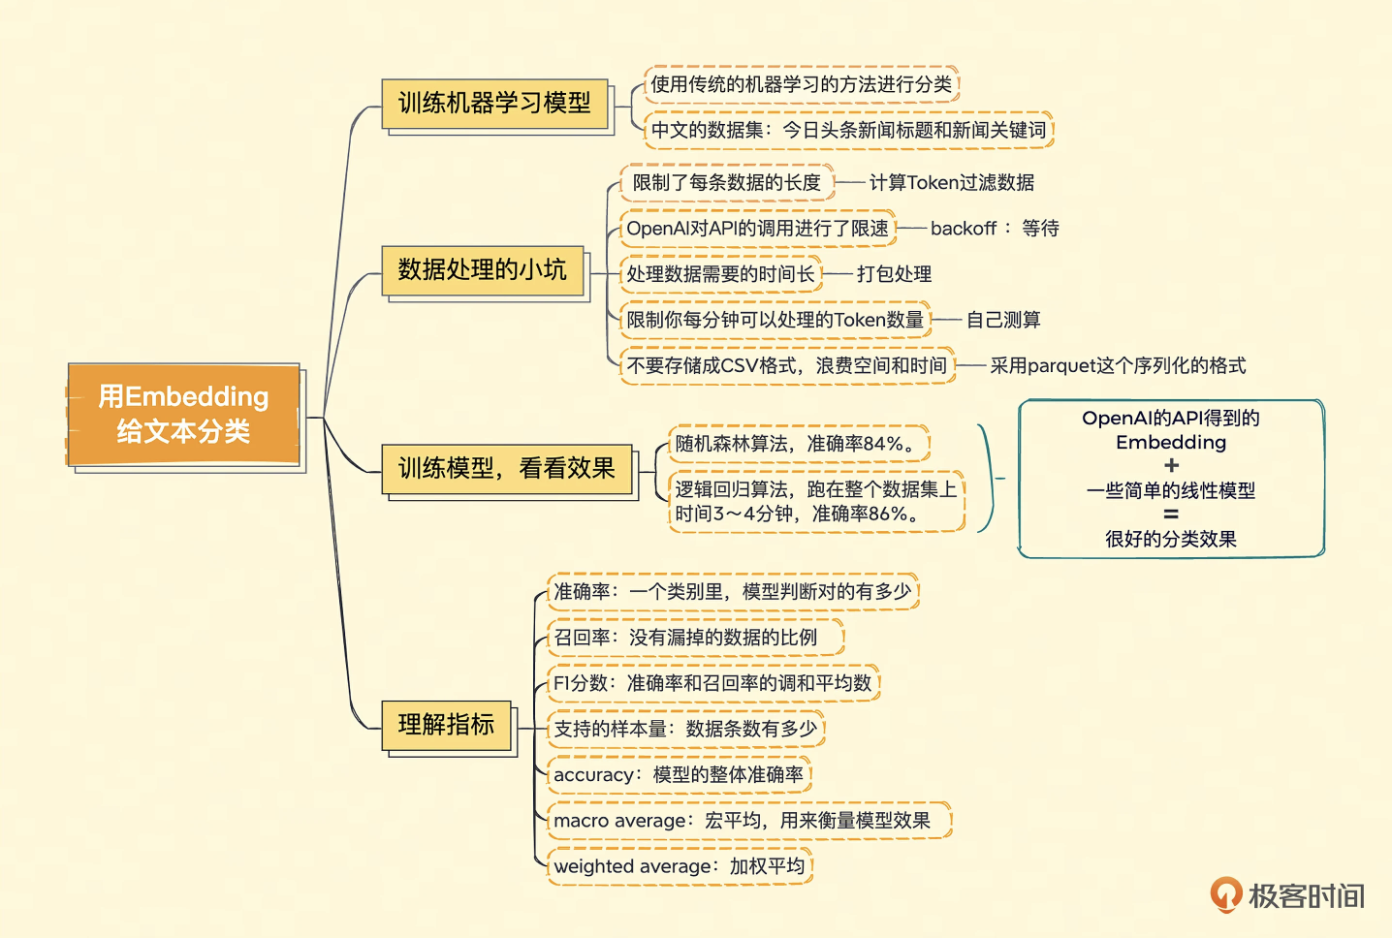 用Embedding
给文本分类
训练机器学习模型
使用传统的机器学习的方法进行分类
中文的数据集：今日头条新闻标题和新闻关键词
数据处理的小坑
限制了每条数据的长度
计算Token过滤数据
OpenAI对API的调用进行了限速
backoff：等待
处理数据需要的时间长
打包处理
限制你每分钟可以处理的Token数量
自己测算
不要存储成CSV格式，浪费空间和时间
采用parquet这个序列化的格式
训练模型，看看效果
随机森林算法，准确率84%。
逻辑回归算法，跑在整个数据集上
时间3～4分钟，准确率86%。
OpenAI的API得到的
Embedding
+
一些简单的线性模型
=
很好的分类效果
理解指标
准确率：一个类别里，模型判断对的有多少
召回率：没有漏掉的数据的比例
F1分数：准确率和召回率的调和平均数
支持的样本量：数据条数有多少
accuracy：模型的整体准确率
macro average：宏平均，用来衡量模型效果
weighted average：加权平均
极客时间